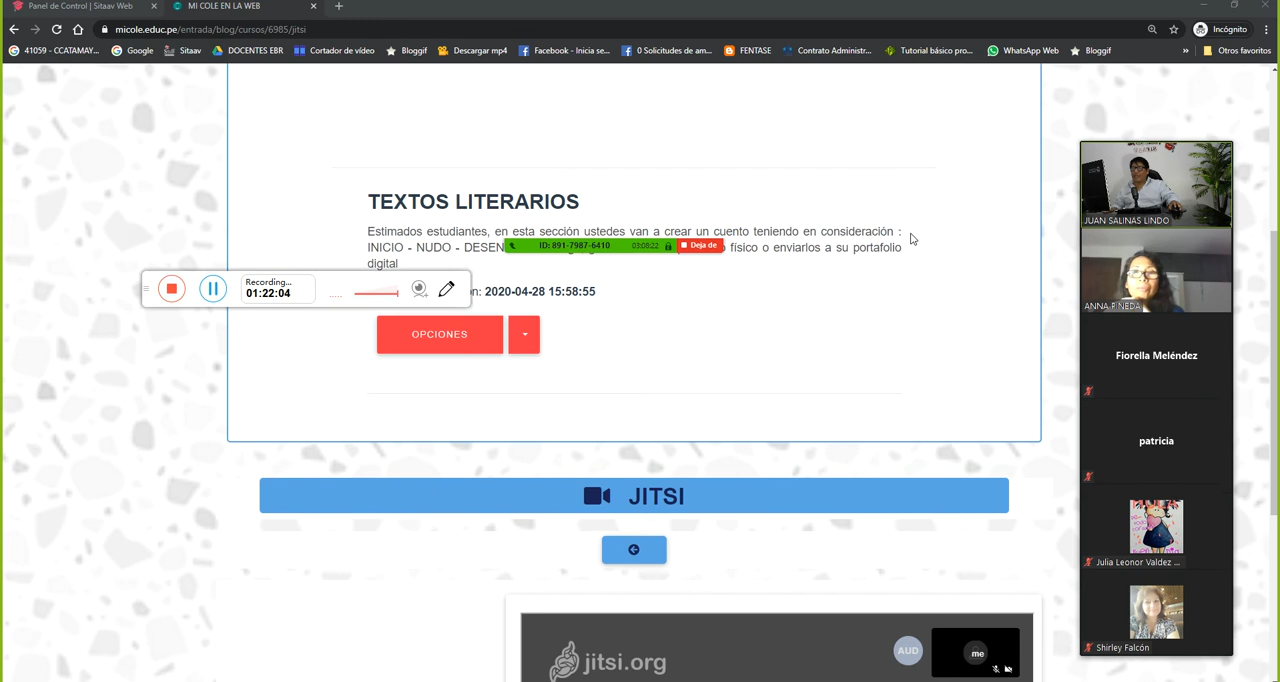 Panel de Control | Sitaav Web
MI COLE EN LA WEB
micole.educ.pe/entrada/blog/cursos/6985/jitsi
Incógnito
41059 - CCATAMAY...
Google
Sitaav
DOCENTES EBR
Cortador de vídeo
Bloggif
Descargar mp4
Facebook - Inicia se...
0 Solicitudes de am...
FENTASE
Contrato Administr...
Tutorial básico pro...
WhatsApp Web
Bloggif
»
Otros favoritos
TEXTOS LITERARIOS
Estimados estudiantes, en esta sección ustedes van a crear un cuento teniendo en consideración :
INICIO - NUDO - DESEN
ID: 891-7987-6410
03:08:22
Deja de
físico o enviarlos a su portafolio
digital
Recording...
01:22:04
n: 2020-04-28 15:58:55
OPCIONES
JITSI
jitsi.org
AUD
me
JUAN SALINAS LINDO
ANNA PINEDA
Fiorella Meléndez
patricia
Julia Leonor Valdez ...
Shirley Falcón